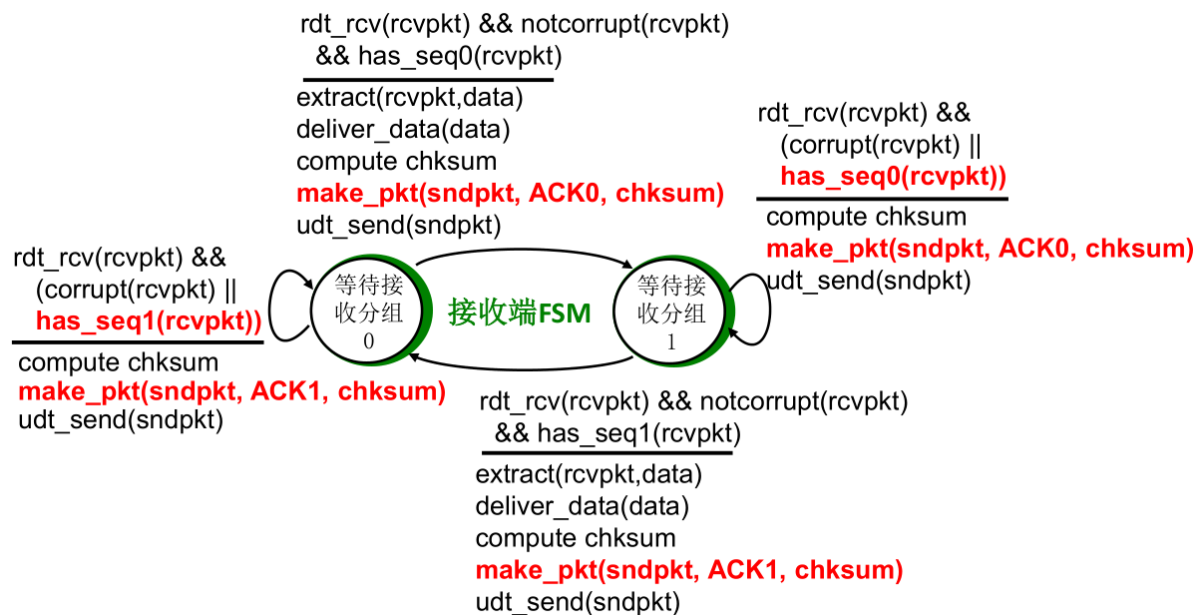 rdt_rcv(rcvpkt) && notcorrupt(rcvpkt)
&& has_seq0(rcvpkt)
extract(rcvpkt,data)
deliver_data(data)
compute chksum
make_pkt(sndpkt, ACK0, chksum)
udt_send(sndpkt)
rdt_rcv(rcvpkt) &&
(corrupt(rcvpkt) ||
has_seq0(rcvpkt))
compute chksum
make_pkt(sndpkt, ACK0, chksum)
udt_send(sndpkt)
rdt_rcv(rcvpkt) &&
(corrupt(rcvpkt) ||
has_seq1(rcvpkt))
compute chksum
make_pkt(sndpkt, ACK1, chksum)
udt_send(sndpkt)
等待接
收分组
0
接收端FSM
等待接
收分组
1
rdt_rcv(rcvpkt) && notcorrupt(rcvpkt)
&& has_seq1(rcvpkt)
extract(rcvpkt,data)
deliver_data(data)
compute chksum
make_pkt(sndpkt, ACK1, chksum)
udt_send(sndpkt)